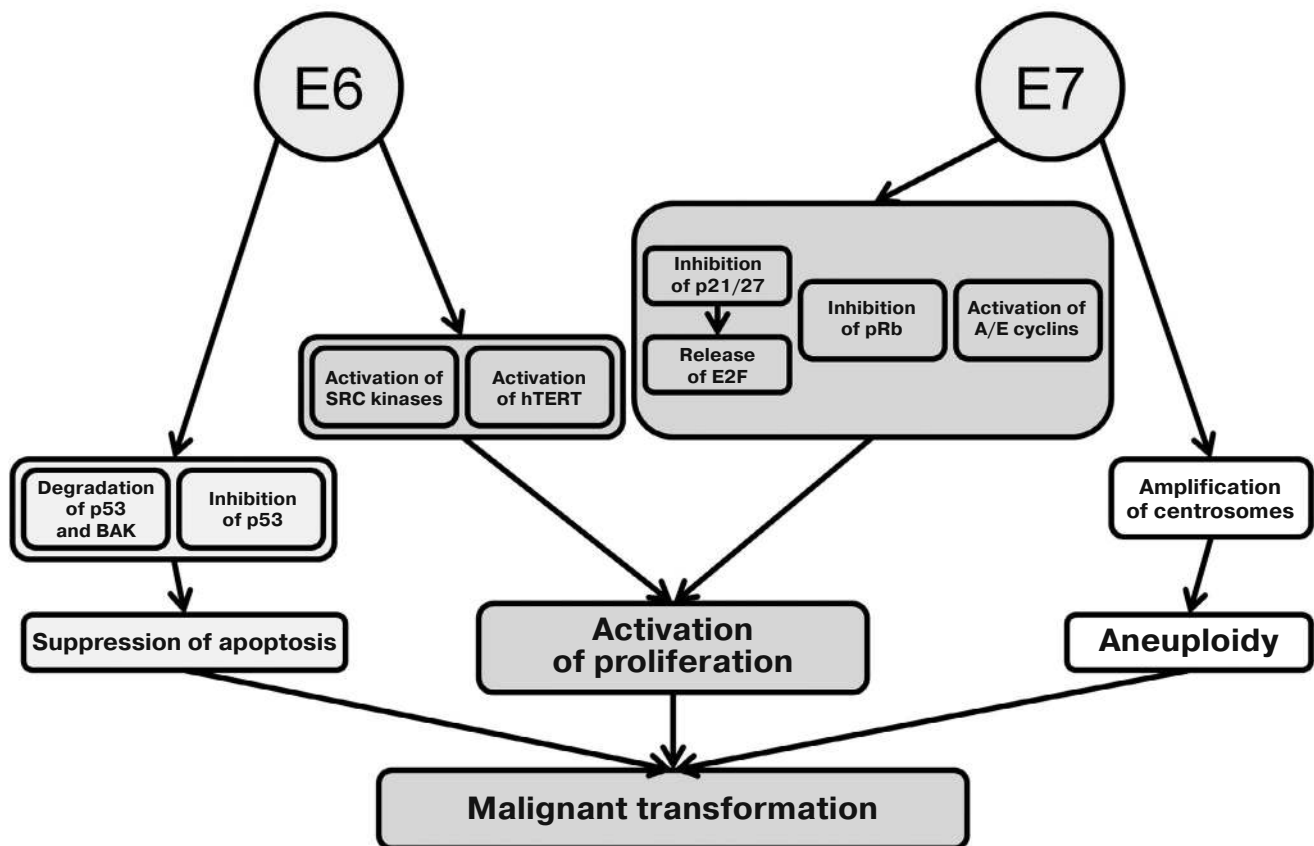 E6
E7
Inhibition
of p21/27
Release
of E2F
Inhibition
of pRb
Activation of
A/E cyclins
Activation of
SRC kinases
Activation
of hTERT
Degradation
of p53
and BAK
Inhibition
of p53
Amplification
of centrosomes
Suppression of apoptosis
Activation
of proliferation
Aneuploidy
Malignant transformation